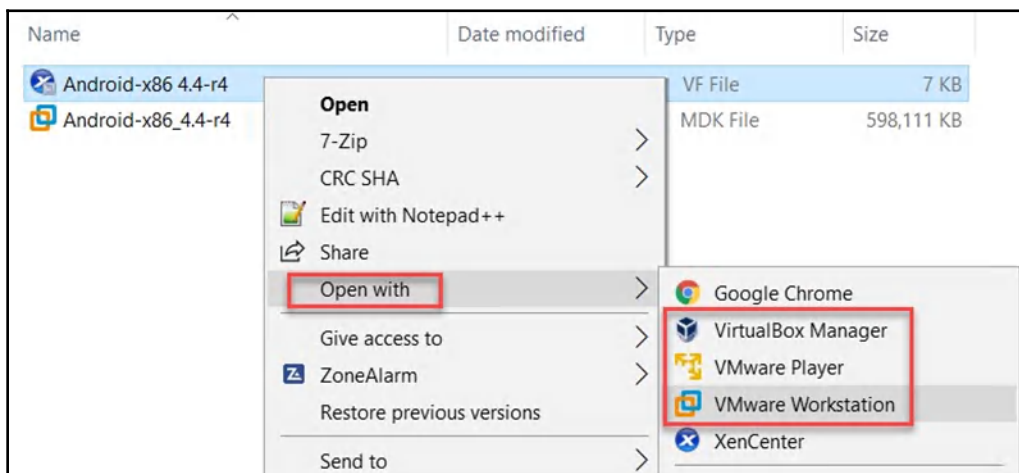 Name Date modified Type Size
Android-x86 4.4-r4 VF File 7 KB
Android-x86_4.4-r4 MDK File 598,111 KB
Open
7-Zip
CRC SHA
Edit with Notepad++
Share
Open with
Give access to
ZoneAlarm
Restore previous versions
Send to
Google Chrome
VirtualBox Manager
VMware Player
VMware Workstation
XenCenter